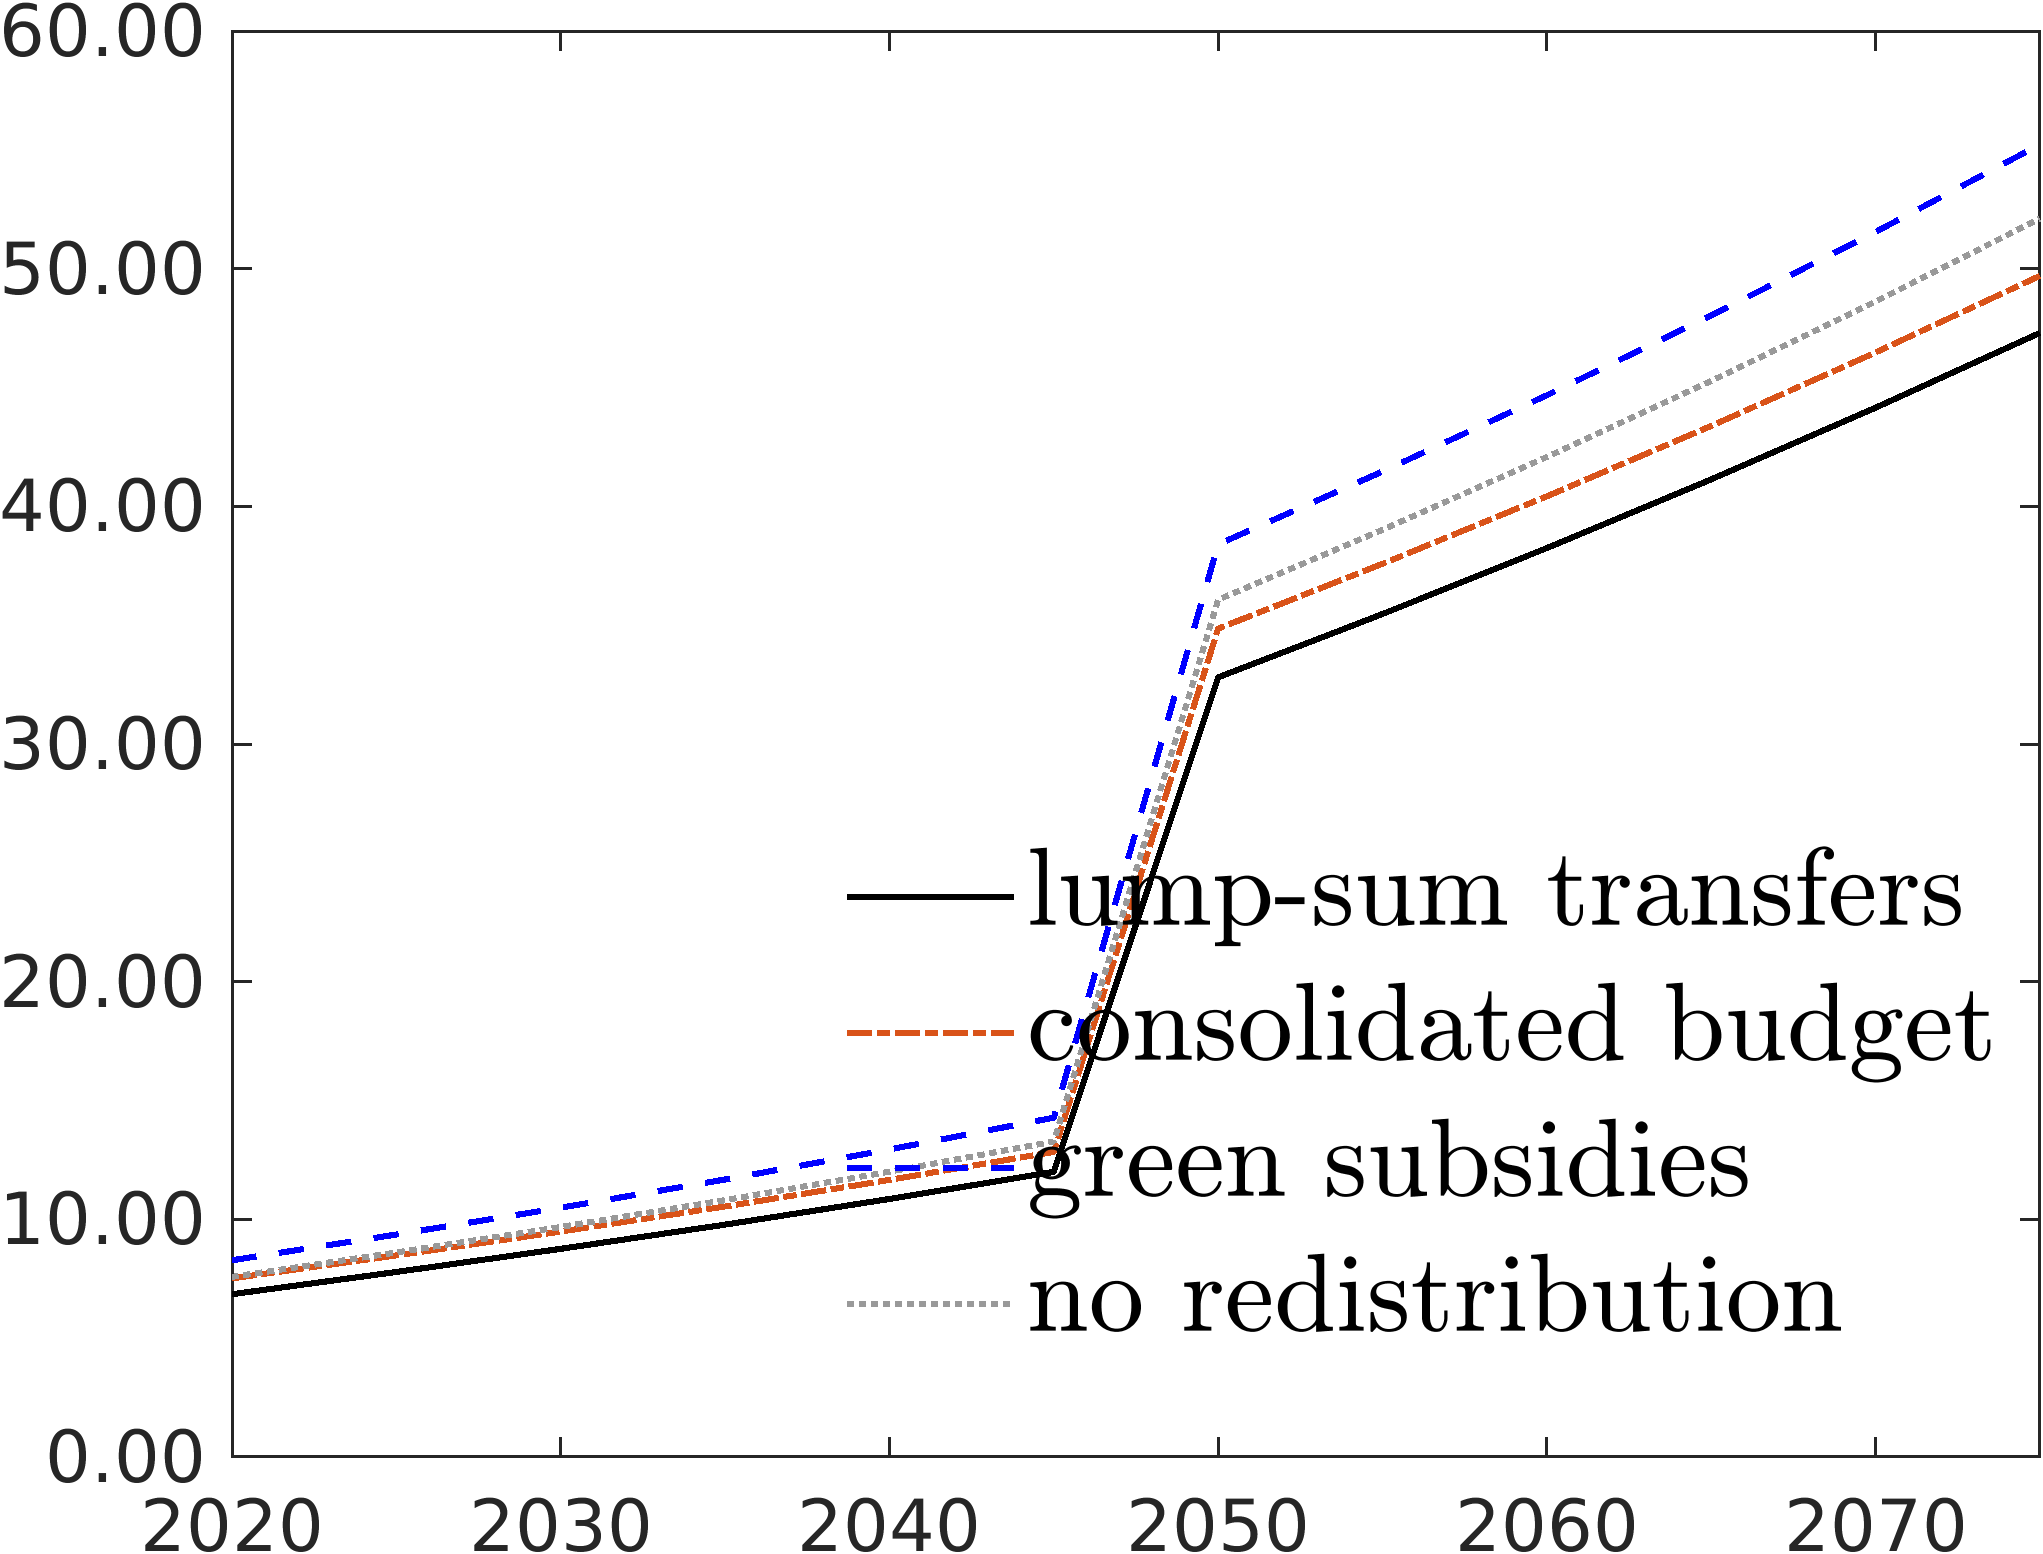 60.00
50.00
40.00
30.00
20.00
10.00
0.00
2020 2030 2040 2050 2060 2070
lump-sum transfers
consolidated budget
green subsidies
no redistribution